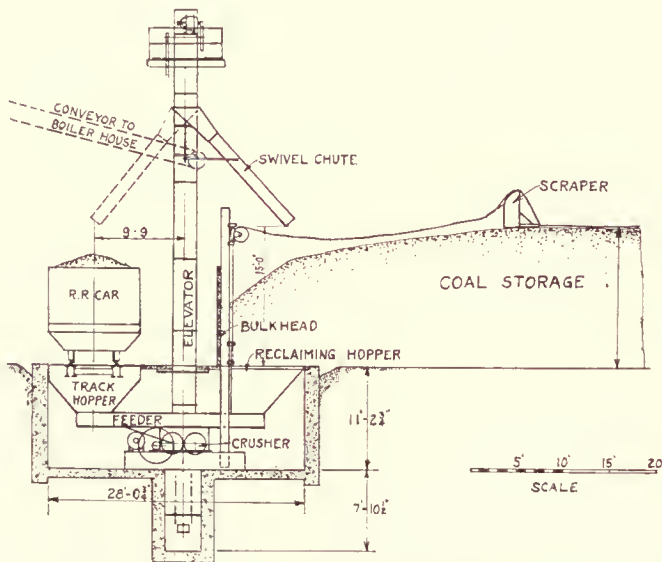 CONVEYOR TO
BOILER HOUSE
SWIVEL CHUTE
SCRAPER
9-9
15-0"
R.R CAR
ELEVATOR
COAL STORAGE
BULKHEAD
RECLAIMING HOPPER
TRACK
HOPPER
11'-2¾"
FEEDER
CRUSHER
5' 10' 15' 20
SCALE
28'-0¾"
7'-10½"